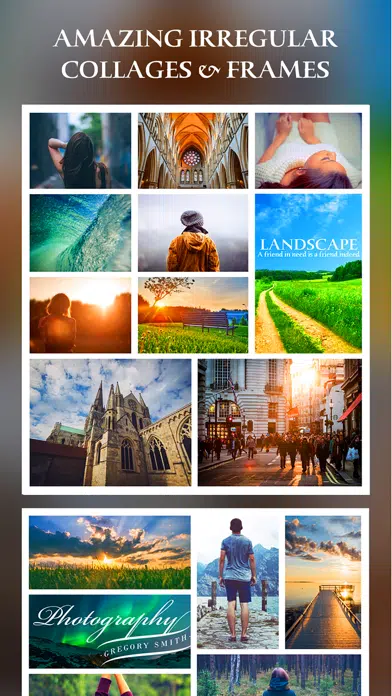 AMAZING IRREGULAR
COLLAGES & FRAMES
LANDSCAPE
A friend in need is a friend indeed
Photography
GREGORY SMITH